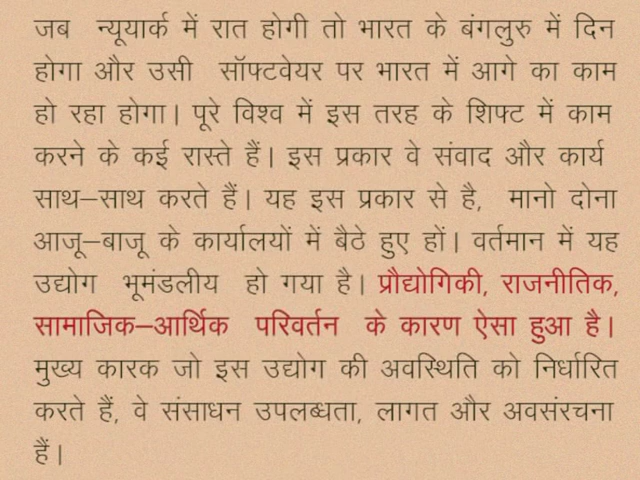 जब न्यूयार्क में रात होगी तो भारत के बंगलुरु में दिन
होगा और उसी सॉफ्टवेयर पर भारत में आगे का काम
हो रहा होगा। पूरे विश्व में इस तरह के शिफ्ट में काम
करने के कई रास्ते हैं। इस प्रकार वे संवाद और कार्य
साथ–साथ करते हैं। यह इस प्रकार से है, मानो दोना
आजू–बाजू के कार्यालयों में बैठे हुए हों। वर्तमान में यह
उद्योग भूमंडलीय हो गया है। प्रौद्योगिकी, राजनीतिक,
सामाजिक–आर्थिक परिवर्तन के कारण ऐसा हुआ है।
मुख्य कारक जो इस उद्योग की अवस्थिति को निर्धारित
करते हैं, वे संसाधन उपलब्धता, लागत और अवसंरचना
हैं।